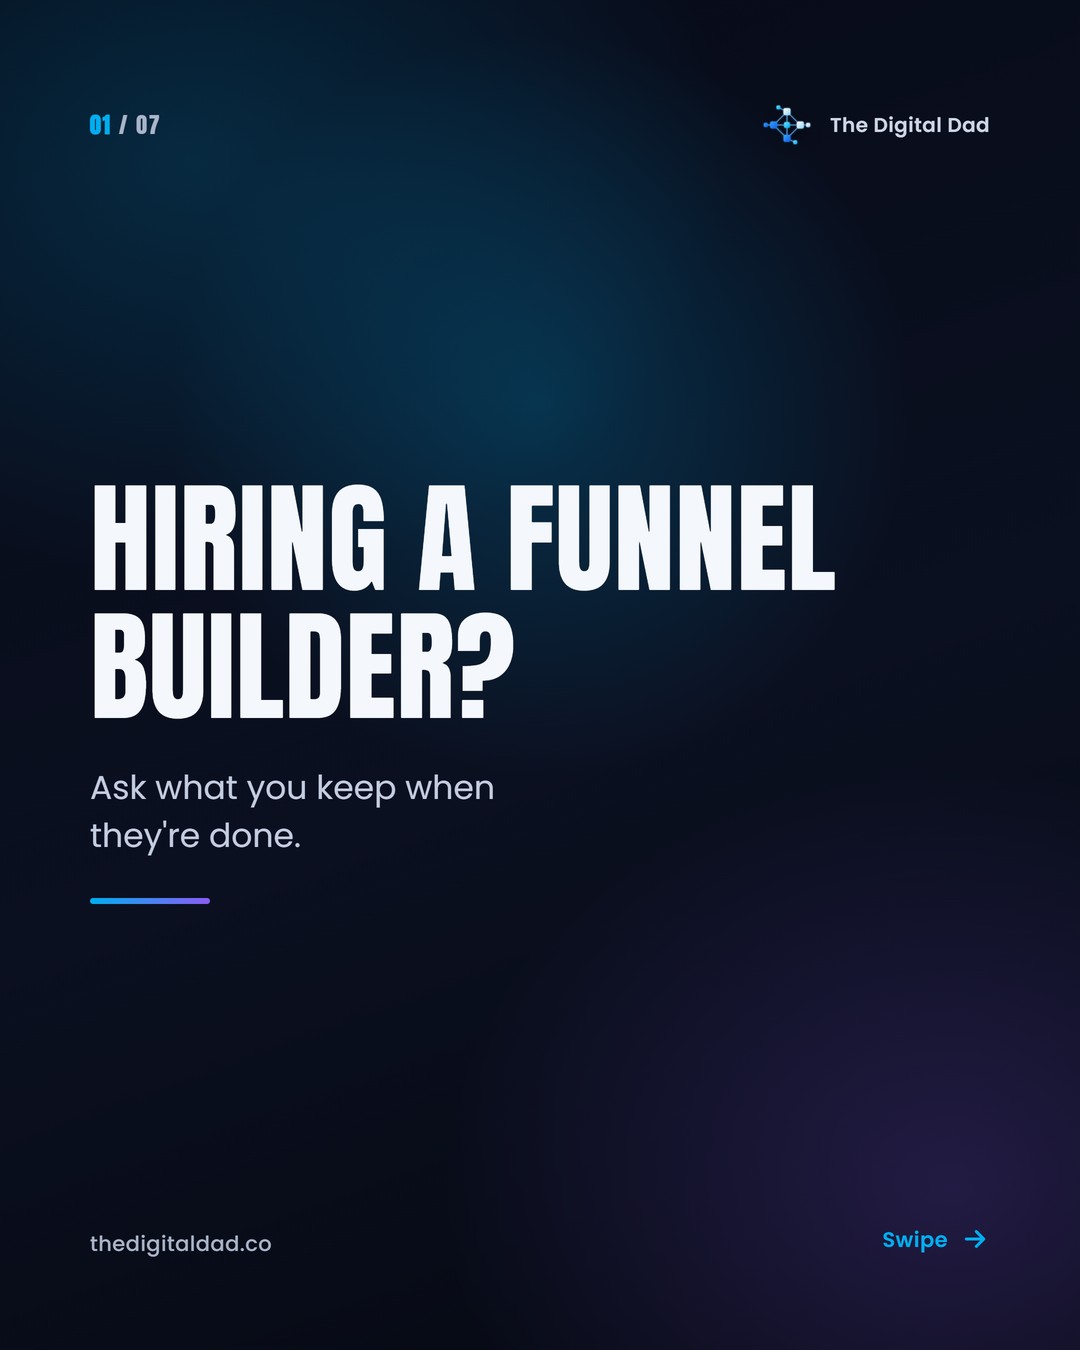 01 / 07
The Digital Dad
HIRING A FUNNEL
BUILDER?
Ask what you keep when
they're done.
thedigitaldad.co
Swipe →